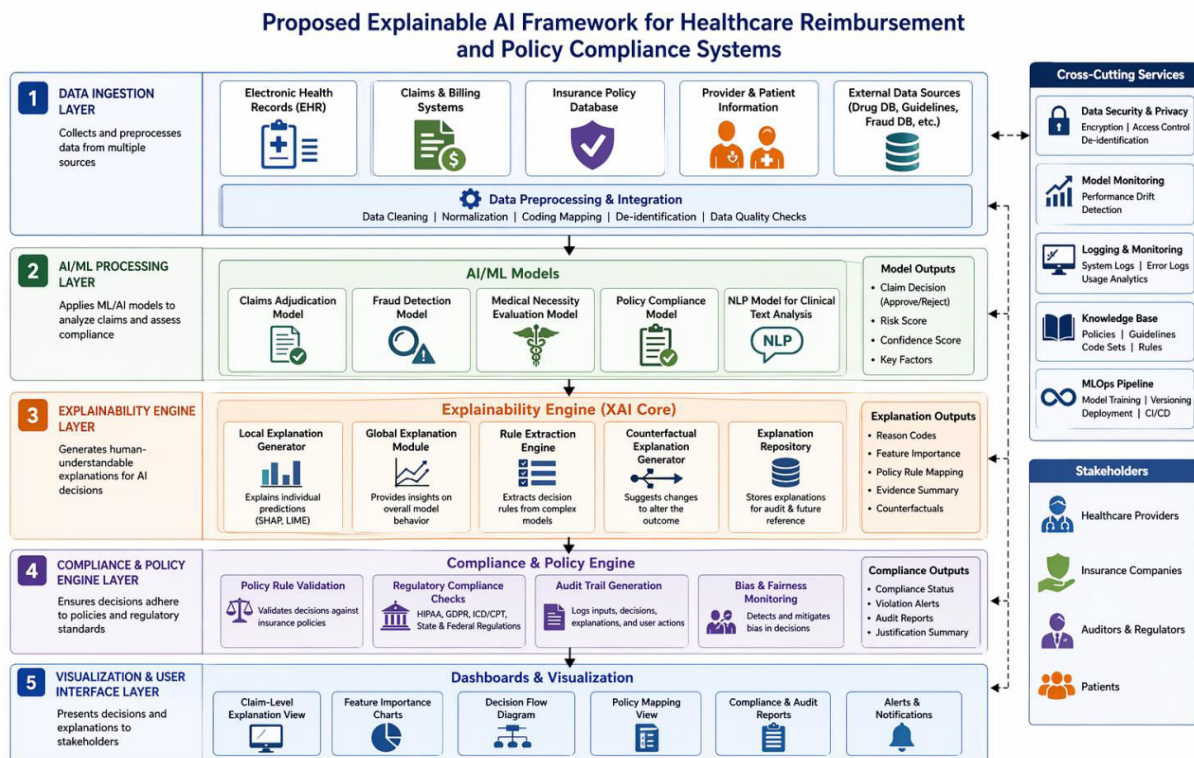 Proposed Explainable AI Framework for Healthcare Reimbursement
and Policy Compliance Systems
1
DATA INGESTION
LAYER
Collects and preprocesses
data from multiple
sources
Electronic Health
Records (EHR)
Claims & Billing
Systems
$
Insurance Policy
Database
Provider & Patient
Information
External Data Sources
(Drug DB, Guidelines,
Fraud DB, etc.)
Data Preprocessing & Integration
Data Cleaning | Normalization | Coding Mapping | De-identification | Data Quality Checks
2
AI/ML PROCESSING
LAYER
Applies ML/AI models to
analyze claims and assess
compliance
AI/ML Models
Claims Adjudication
Model
Fraud Detection
Model
Medical Necessity
Evaluation Model
Policy Compliance
Model
NLP Model for Clinical
Text Analysis
NLP
Model Outputs
• Claim Decision
(Approve/Reject)
• Risk Score
• Confidence Score
• Key Factors
3
EXPLAINABILITY ENGINE
LAYER
Generates human-
understandable
explanations for AI
decisions
Explainability Engine (XAI Core)
Local Explanation
Generator
Explains individual
predictions
(SHAP, LIME)
Global Explanation
Module
Provides insights on
overall model
behavior
Rule Extraction
Engine
Extracts decision
rules from complex
models
Counterfactual
Explanation
Generator
Suggests changes
to alter the
outcome
Explanation
Repository
Stores explanations
for audit & future
reference
Explanation Outputs
• Reason Codes
• Feature Importance
• Policy Rule Mapping
• Evidence Summary
• Counterfactuals
4
COMPLIANCE & POLICY
ENGINE LAYER
Ensures decisions adhere
to policies and regulatory
standards
Compliance & Policy Engine
Policy Rule Validation
Validates decisions against
insurance policies
Regulatory Compliance
Checks
HIPAA, GDPR, ICD/CPT,
State & Federal Regulations
Audit Trail Generation
Logs inputs, decisions,
explanations, and user actions
Bias & Fairness
Monitoring
Detects and mitigates
bias in decisions
Compliance Outputs
• Compliance Status
• Violation Alerts
• Audit Reports
• Justification Summary
5
VISUALIZATION & USER
INTERFACE LAYER
Presents decisions and
explanations to
stakeholders
Dashboards & Visualization
Claim-Level
Explanation View
Feature Importance
Charts
Decision Flow
Diagram
Policy Mapping
View
Compliance & Audit
Reports
Alerts &
Notifications
Cross-Cutting Services
Data Security & Privacy
Encryption | Access Control
De-identification
Model Monitoring
Performance Drift
Detection
Logging & Monitoring
System Logs | Error Logs
Usage Analytics
Knowledge Base
Policies | Guidelines
Code Sets | Rules
MLOps Pipeline
Model Training | Versioning
Deployment | CI/CD
Stakeholders
Healthcare Providers
Insurance Companies
Auditors & Regulators
Patients